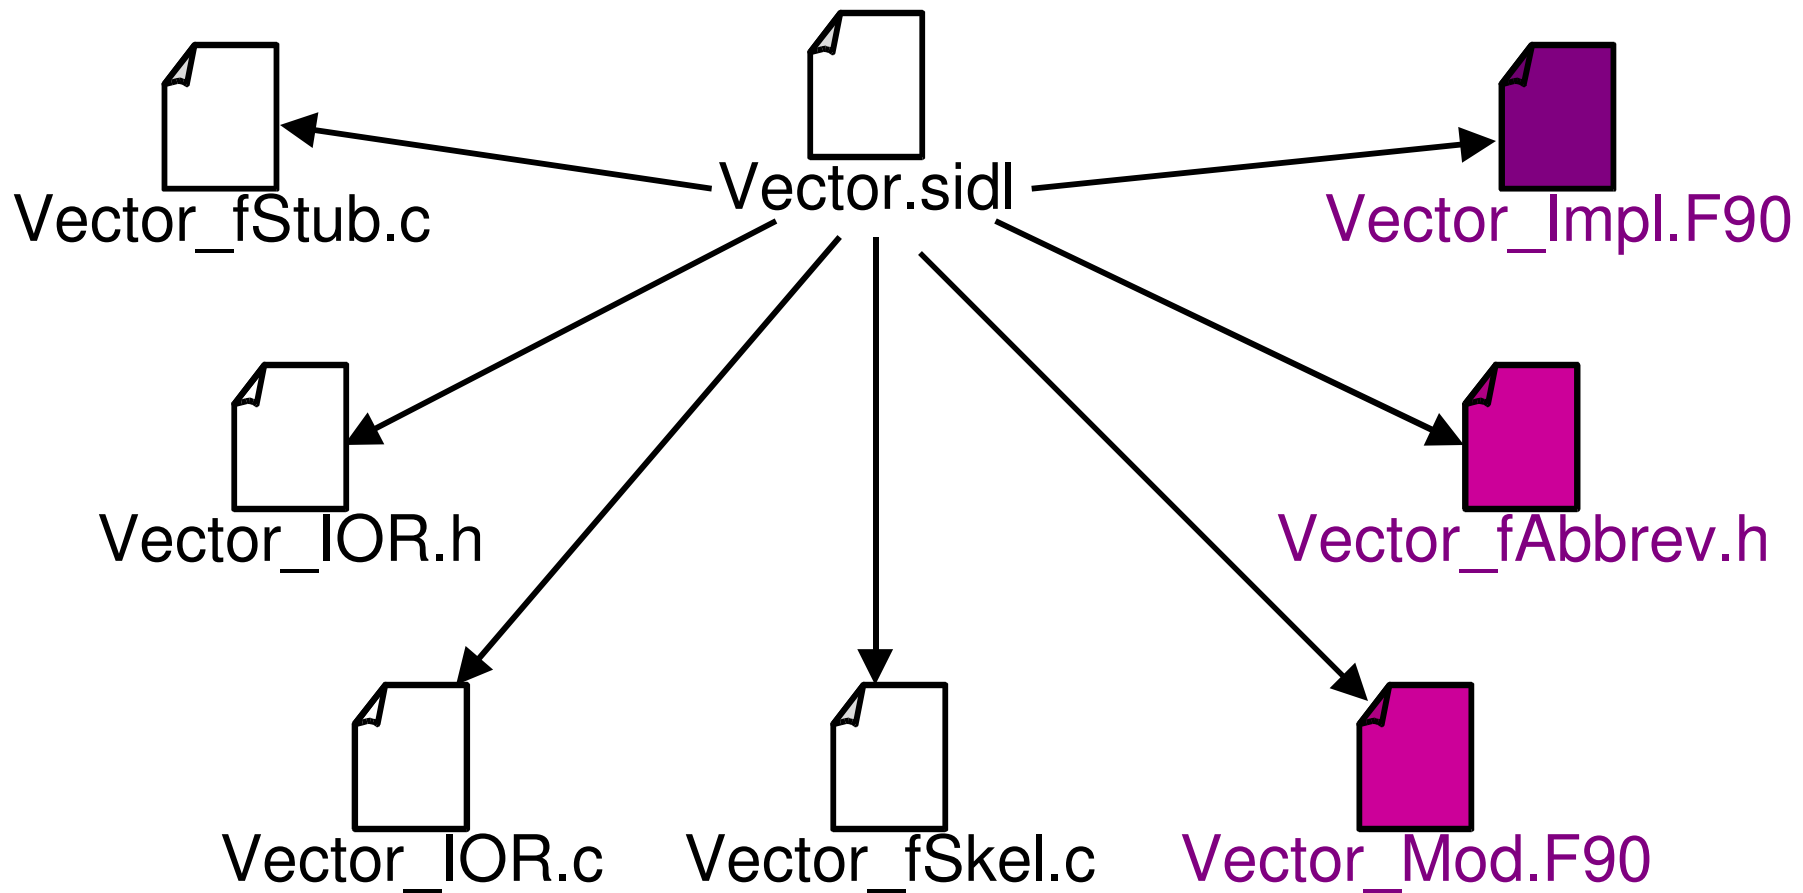 Vector.sidl
Vector_fStub.c
Vector_Impl.F90
Vector_IOR.h
Vector_fAbbrev.h
Vector_IOR.c
Vector_fSkel.c
Vector_Mod.F90